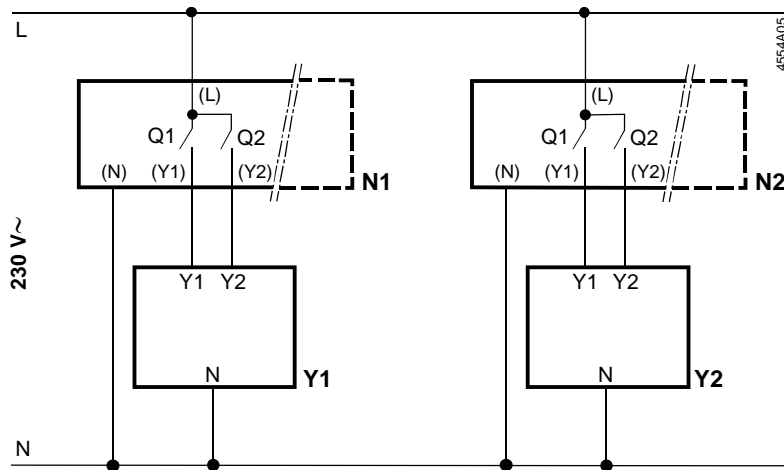 L
4554A05
(L)
(L)
Q1 Q2
Q1 Q2
(N) (Y1) (Y2)
N1
(N) (Y1) (Y2)
N2
230 V~
Y1 Y2
Y1 Y2
N
Y1
N
Y2
N